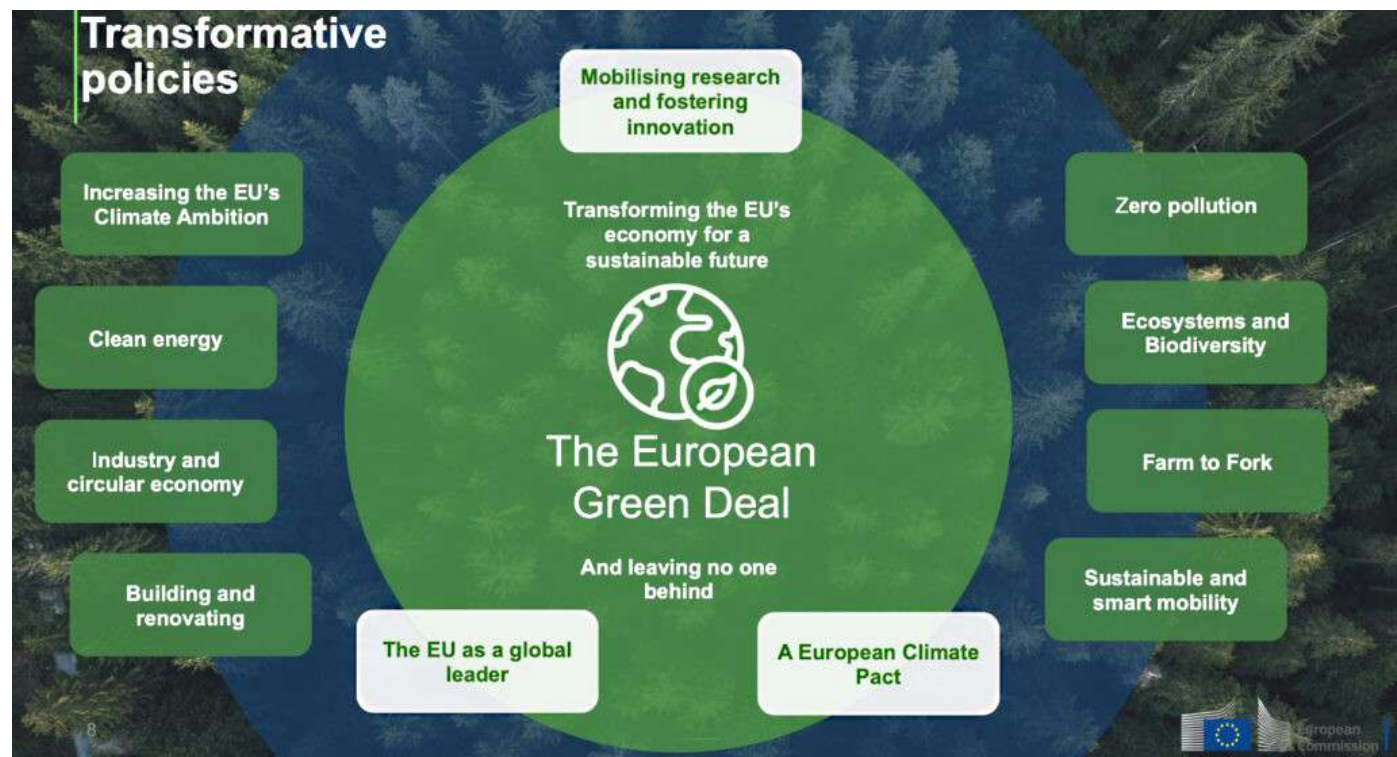 Transformative
policies
Mobilising research
and fostering
innovation
Increasing the EU's
Climate Ambition
Clean energy
Industry and
circular economy
Building and
renovating
Transforming the EU's
economy for a
sustainable future
The European
Green Deal
And leaving no one
behind
The EU as a global
leader
A European Climate
Pact
Zero pollution
Ecosystems and
Biodiversity
Farm to Fork
Sustainable and
smart mobility
8
European
Commission